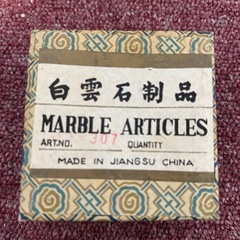 白雲石制品
MARBLE ARTICLES
ART.NO. 307 QUANTITY
MADE IN JIANGSU CHINA